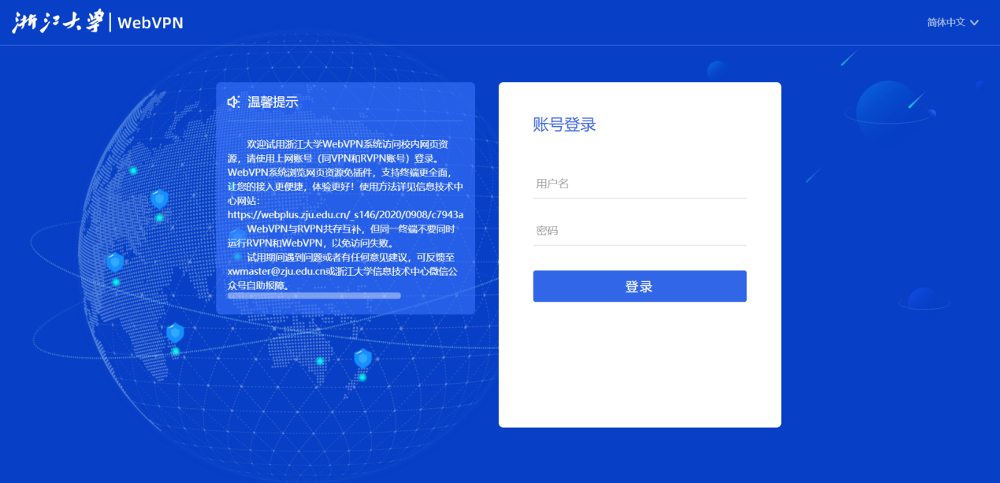 浙江大学 | WebVPN
简体中文
温馨提示
欢迎试用浙江大学WebVPN系统访问校内网页资
源，请使用上网账号（同VPN和RVPN账号）登录。
WebVPN系统浏览网页资源免插件，支持终端更全面，
让您的接入更便捷，体验更好！使用方法详见信息技术中
心网站：
https://webplus.zju.edu.cn/_s146/2020/0908/c7943a
WebVPN与RVPN共存互补，但同一终端不要同时
运行RVPN和WebVPN，以免访问失败。
试用期间遇到问题或者有任何意见建议，可反馈至
xwmaster@zju.edu.cn或浙江大学信息技术中心微信公
众号自助报障。
账号登录
用户名
密码
登录